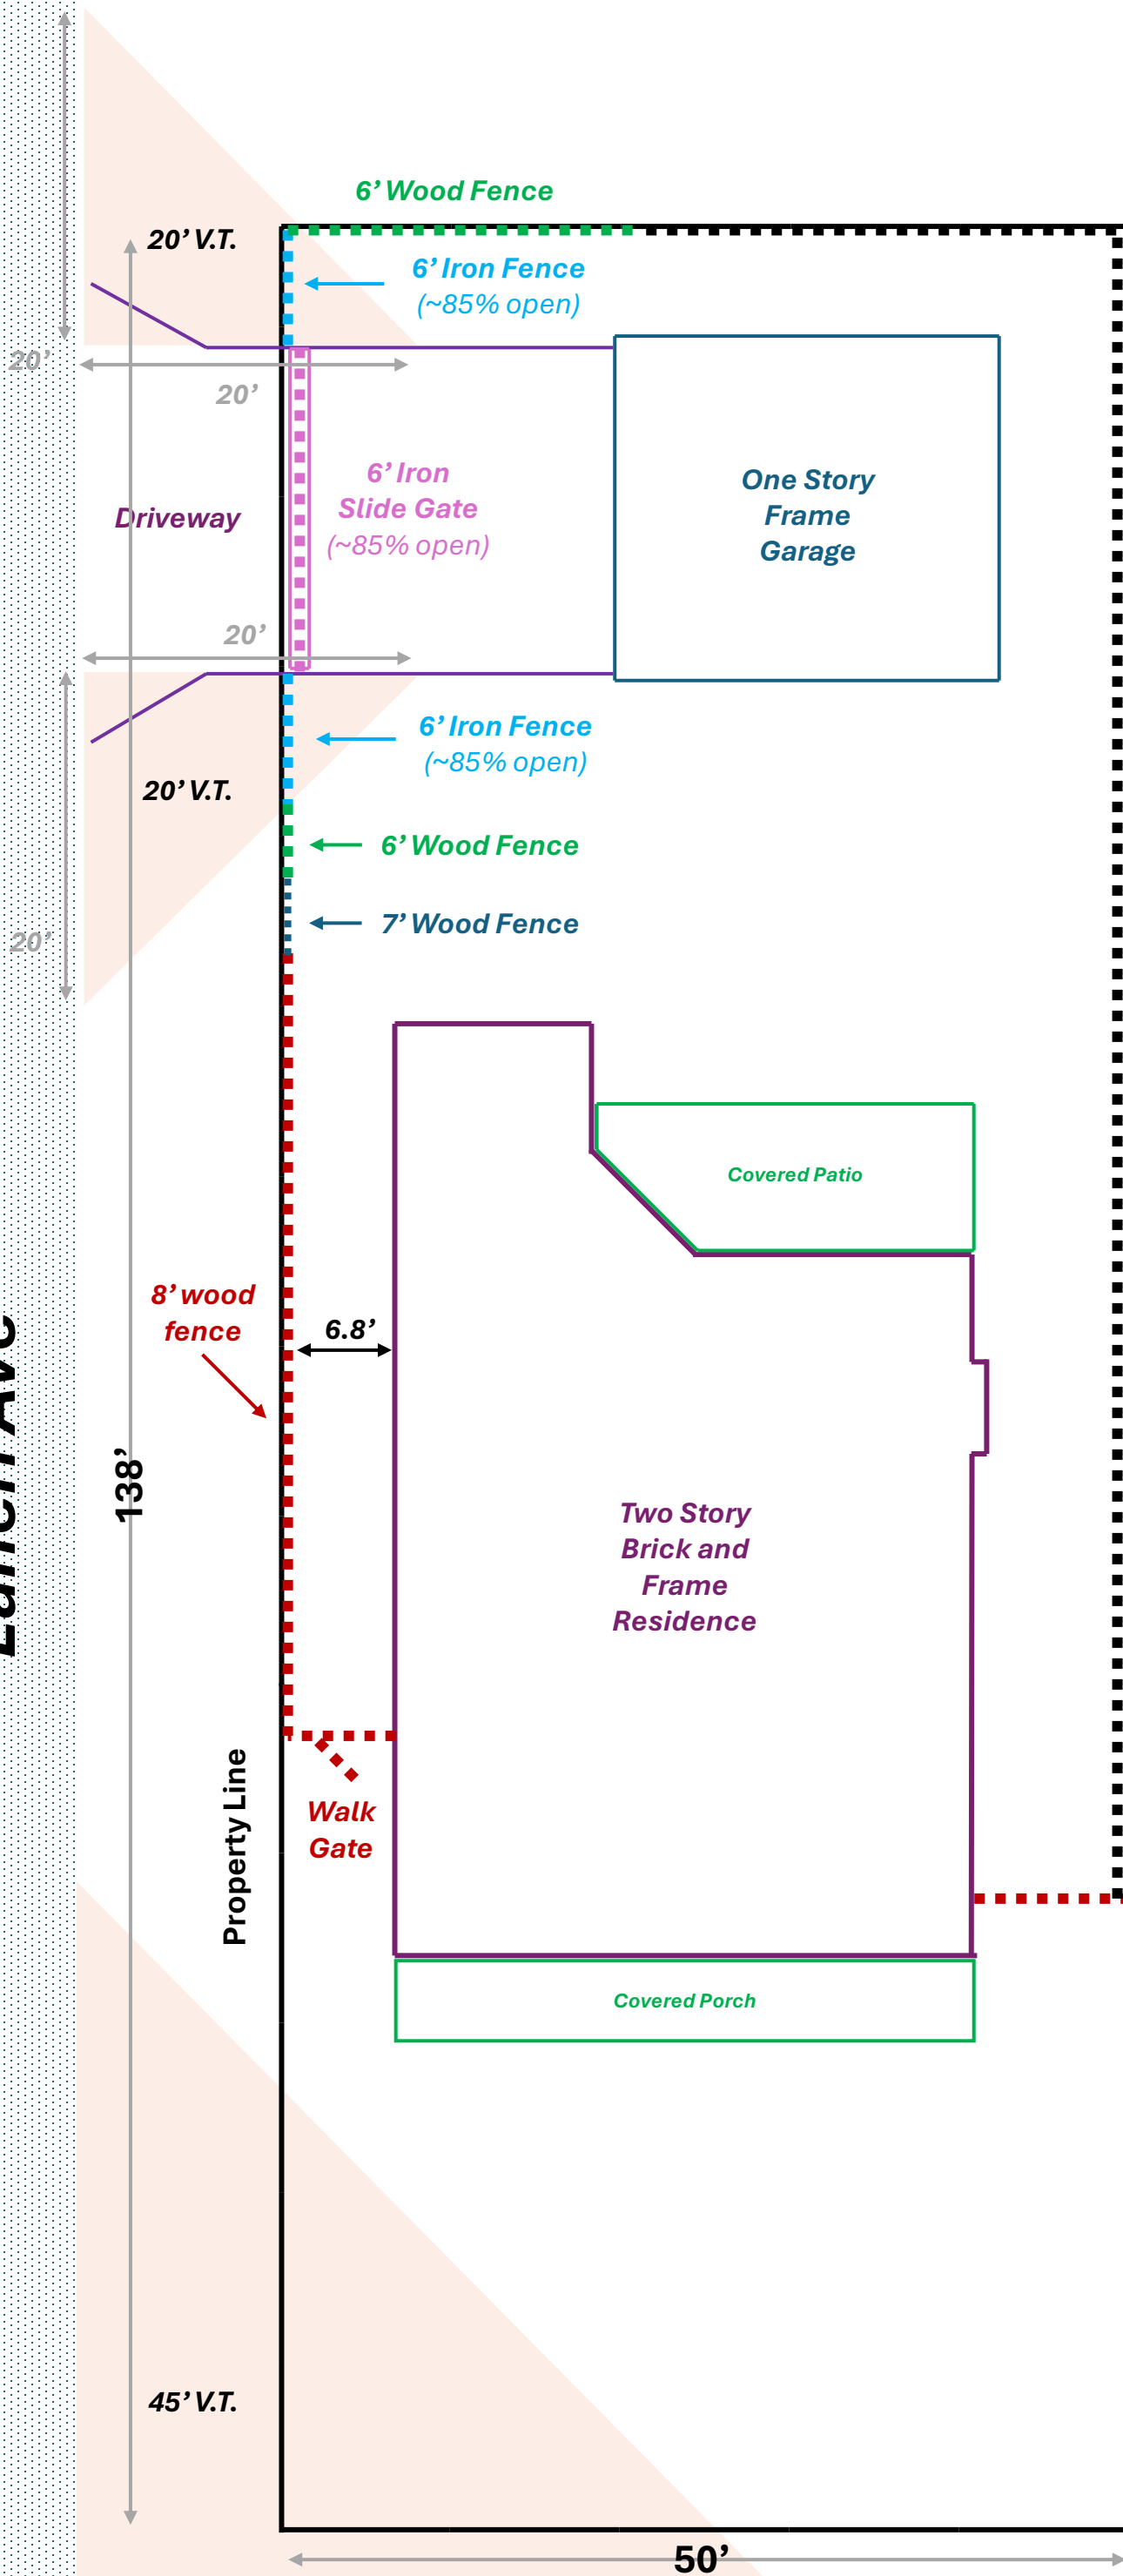 6’ Wood Fence
20’ V.T.
6’ Iron Fence
(~85% open)
20’
20’
6’ Iron
Slide Gate
(~85% open)
One Story
Frame
Garage
Driveway
20’
6’ Iron Fence
(~85% open)
20’ V.T.
6’ Wood Fence
7’ Wood Fence
20’
Covered Patio
8’ wood
fence
6.8’
138’
Two Story
Brick and
Frame
Residence
Property Line
Walk
Gate
Covered Porch
45’ V.T.
50’